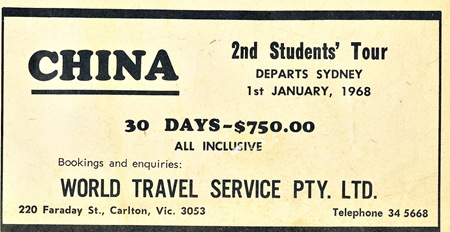 CHINA
2nd Students' Tour
DEPARTS SYDNEY
1st JANUARY, 1968
30 DAYS-$750.00
ALL INCLUSIVE
Bookings and enquiries:
WORLD TRAVEL SERVICE PTY. LTD.
220 Faraday St., Carlton, Vic. 3053
Telephone 34 5668